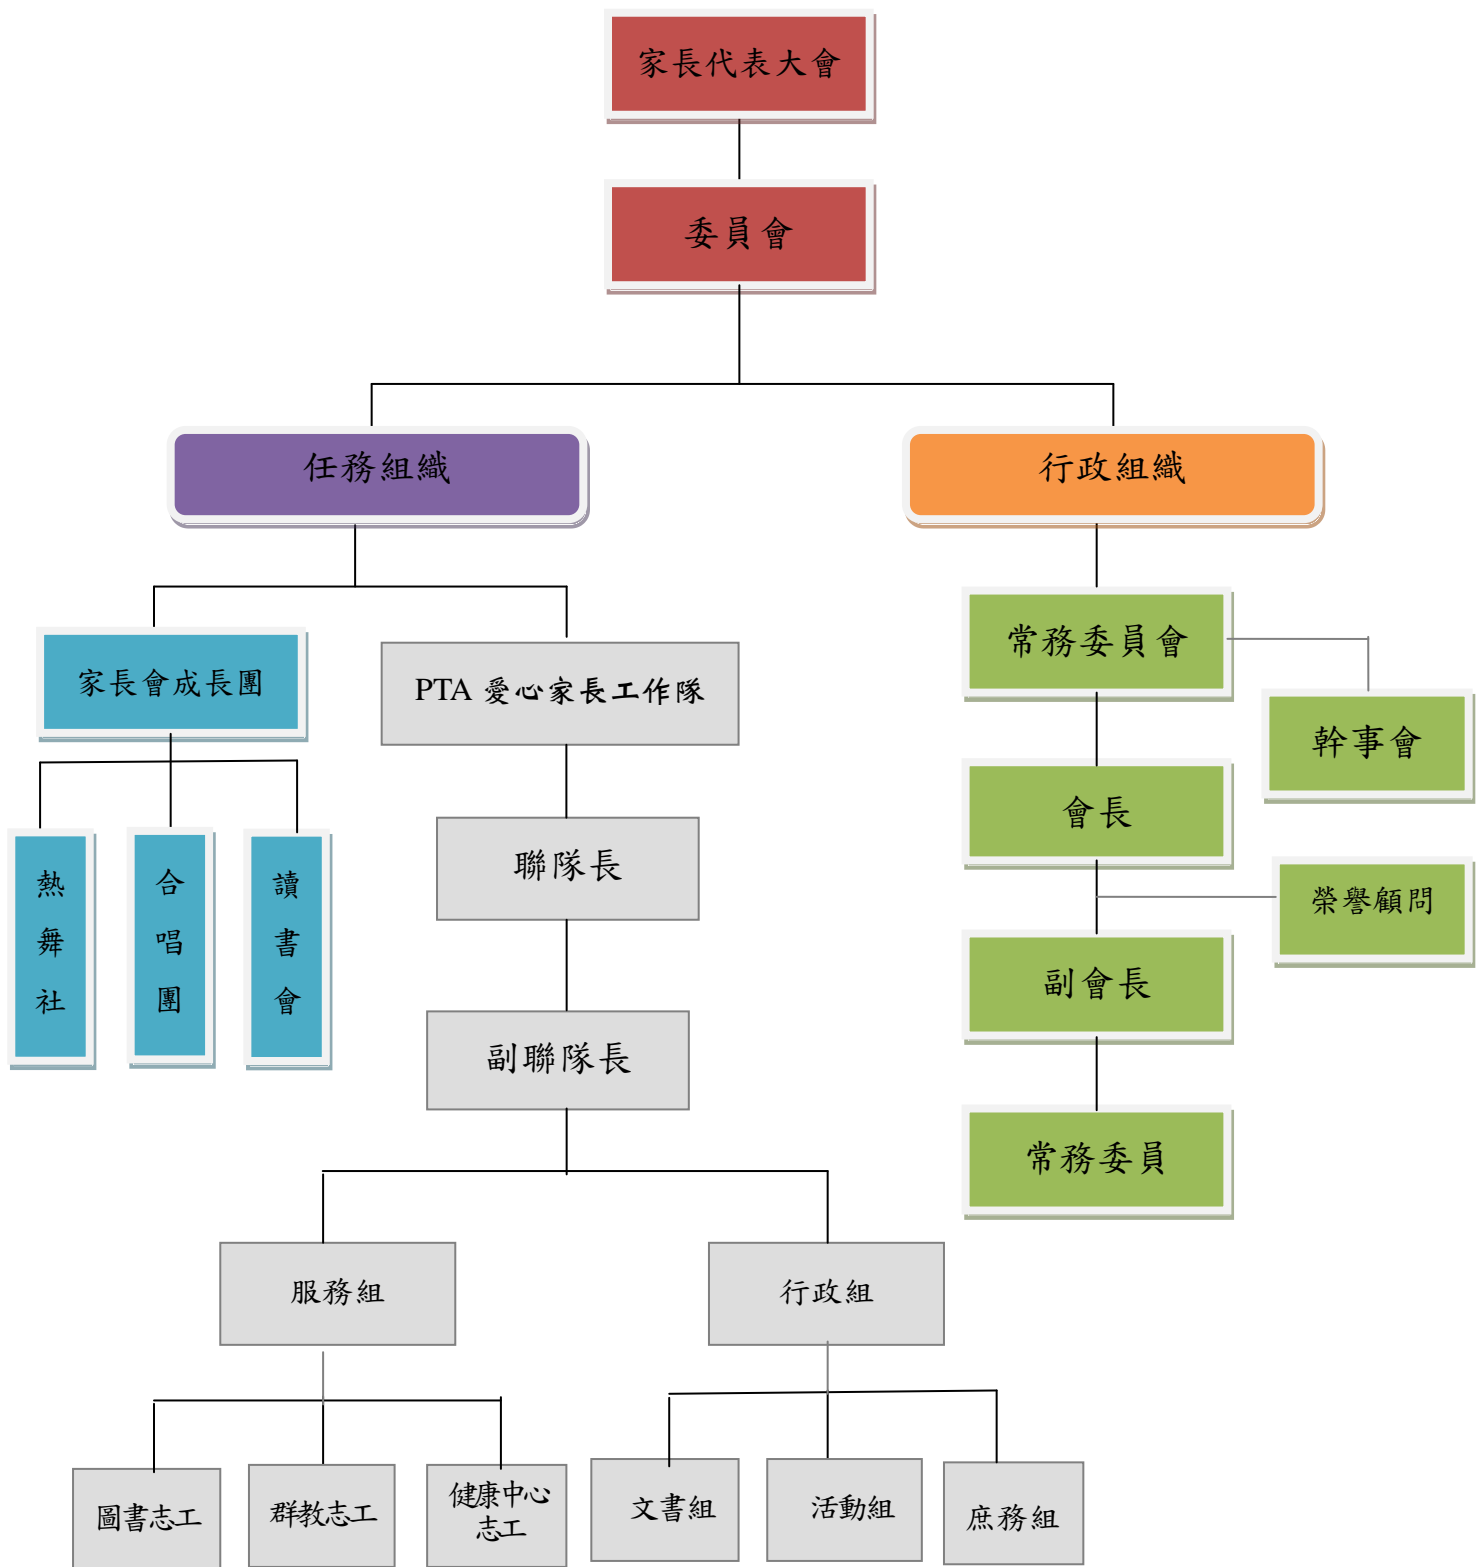 家長代表大會
委員會
任務組織
行政組織
家長會成長團
PTA 愛心家長工作隊
常務委員會
幹事會
會長
熱舞社
合唱團
讀書會
聯隊長
榮譽顧問
副會長
副聯隊長
常務委員
服務組
行政組
圖書志工
群教志工
健康中心
志工
文書組
活動組
庶務組